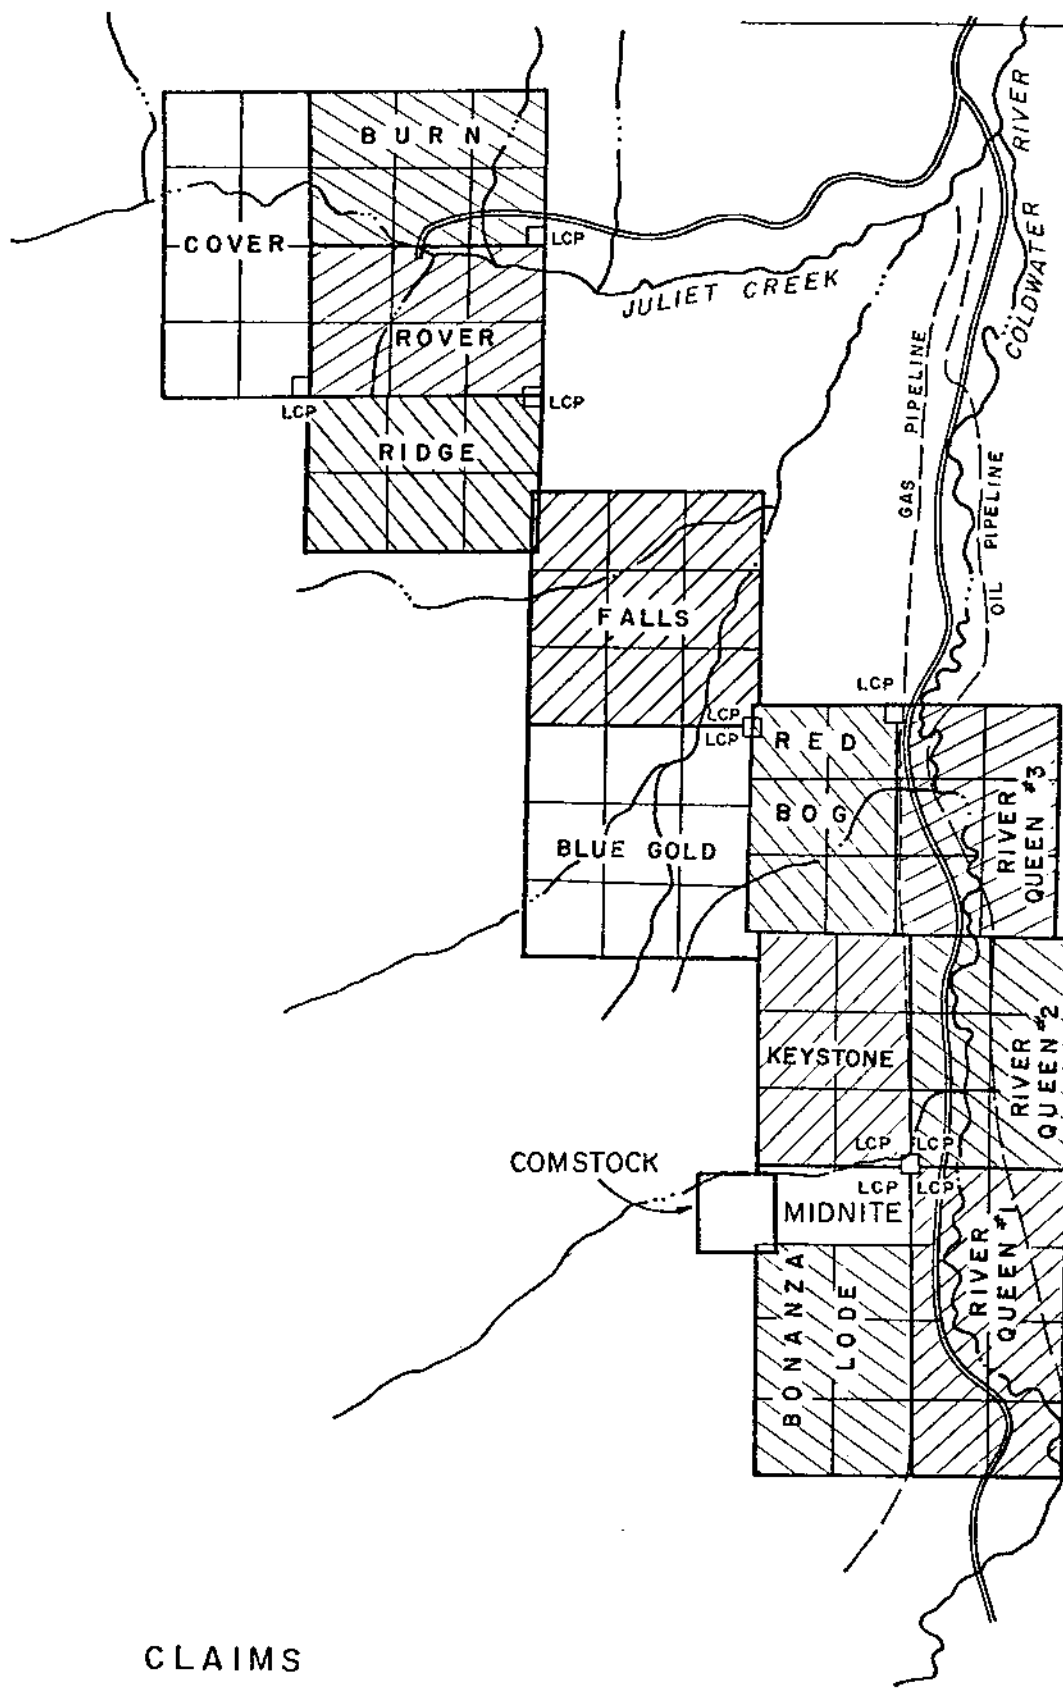 BURN
COVER
LCP
JULIET CREEK
COLDWATER RIVER
ROVER
LCP
LCP
RIDGE
GAS PIPELINE
OIL PIPELINE
FALLS
LCP
LCP
LCP
RED
BOG
RIVER
QUEEN #3
BLUE GOLD
KEYSTONE
RIVER
QUEEN #2
LCP
LCP
COMSTOCK
LCP
LCP
MIDNITE
RIVER
QUEEN #1
BONANZA
LODE
CLAIMS